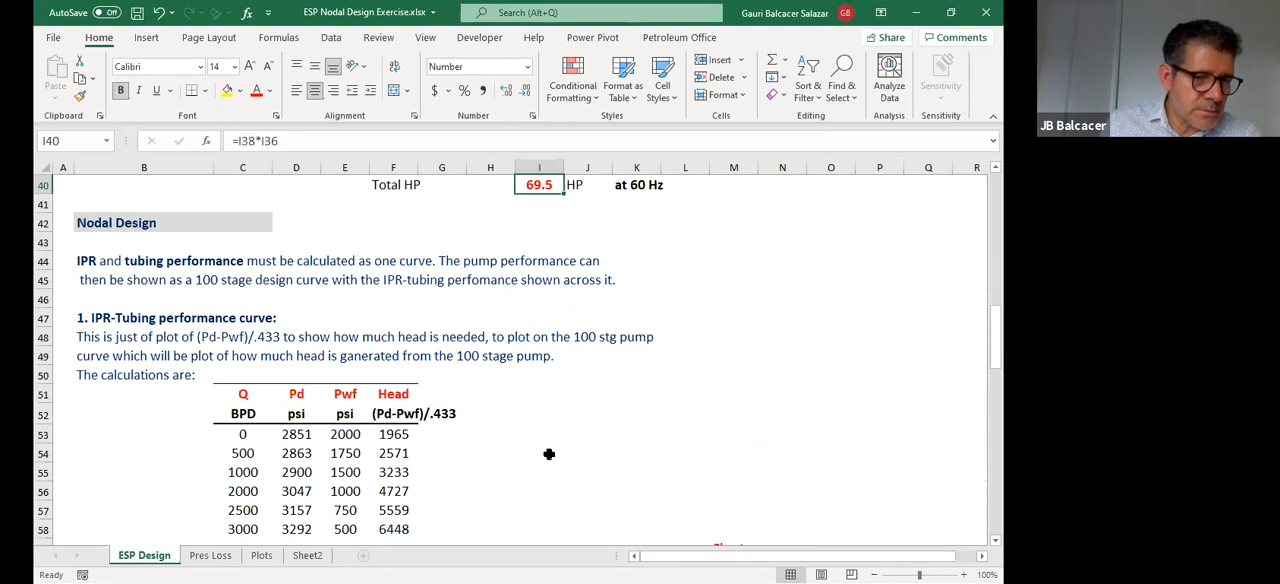 AutoSave Off
ESP Nodal Design Exercise.xlsx
Search (Alt+Q)
Gauri Balcacer Salazar GB
File Home Insert Page Layout Formulas Data Review View Developer Help Power Pivot Petroleum Office Share Comments
Calibri 14 A A Number Insert
Paste B I U A $ % Conditional Formatting Format as Table Cell Styles Delete Format Sort & Filter Find & Select Analyze Data Sensitivity
Clipboard Font Alignment Number Styles Cells Editing Analysis Sensitivity
JB Balcacer
I40 fx =I38*I36
A B C D E F G H I J K L M N O P Q R
40 Total HP 69.5 HP at 60 Hz
41
42 Nodal Design
43
44 IPR and tubing performance must be calculated as one curve. The pump performance can
45 then be shown as a 100 stage design curve with the IPR-tubing perfomance shown across it.
46
47 1. IPR-Tubing performance curve:
48 This is just of plot of (Pd-Pwf)/.433 to show how much head is needed, to plot on the 100 stg pump
49 curve which will be plot of how much head is ganerated from the 100 stage pump.
50 The calculations are:
51 Q Pd Pwf Head
52 BPD psi psi (Pd-Pwf)/.433
53 0 2851 2000 1965
54 500 2863 1750 2571
55 1000 2900 1500 3233
56 2000 3047 1000 4727
57 2500 3157 750 5559
58 3000 3292 500 6448
ESP Design Pres Loss Plots Sheet2
Ready 100%